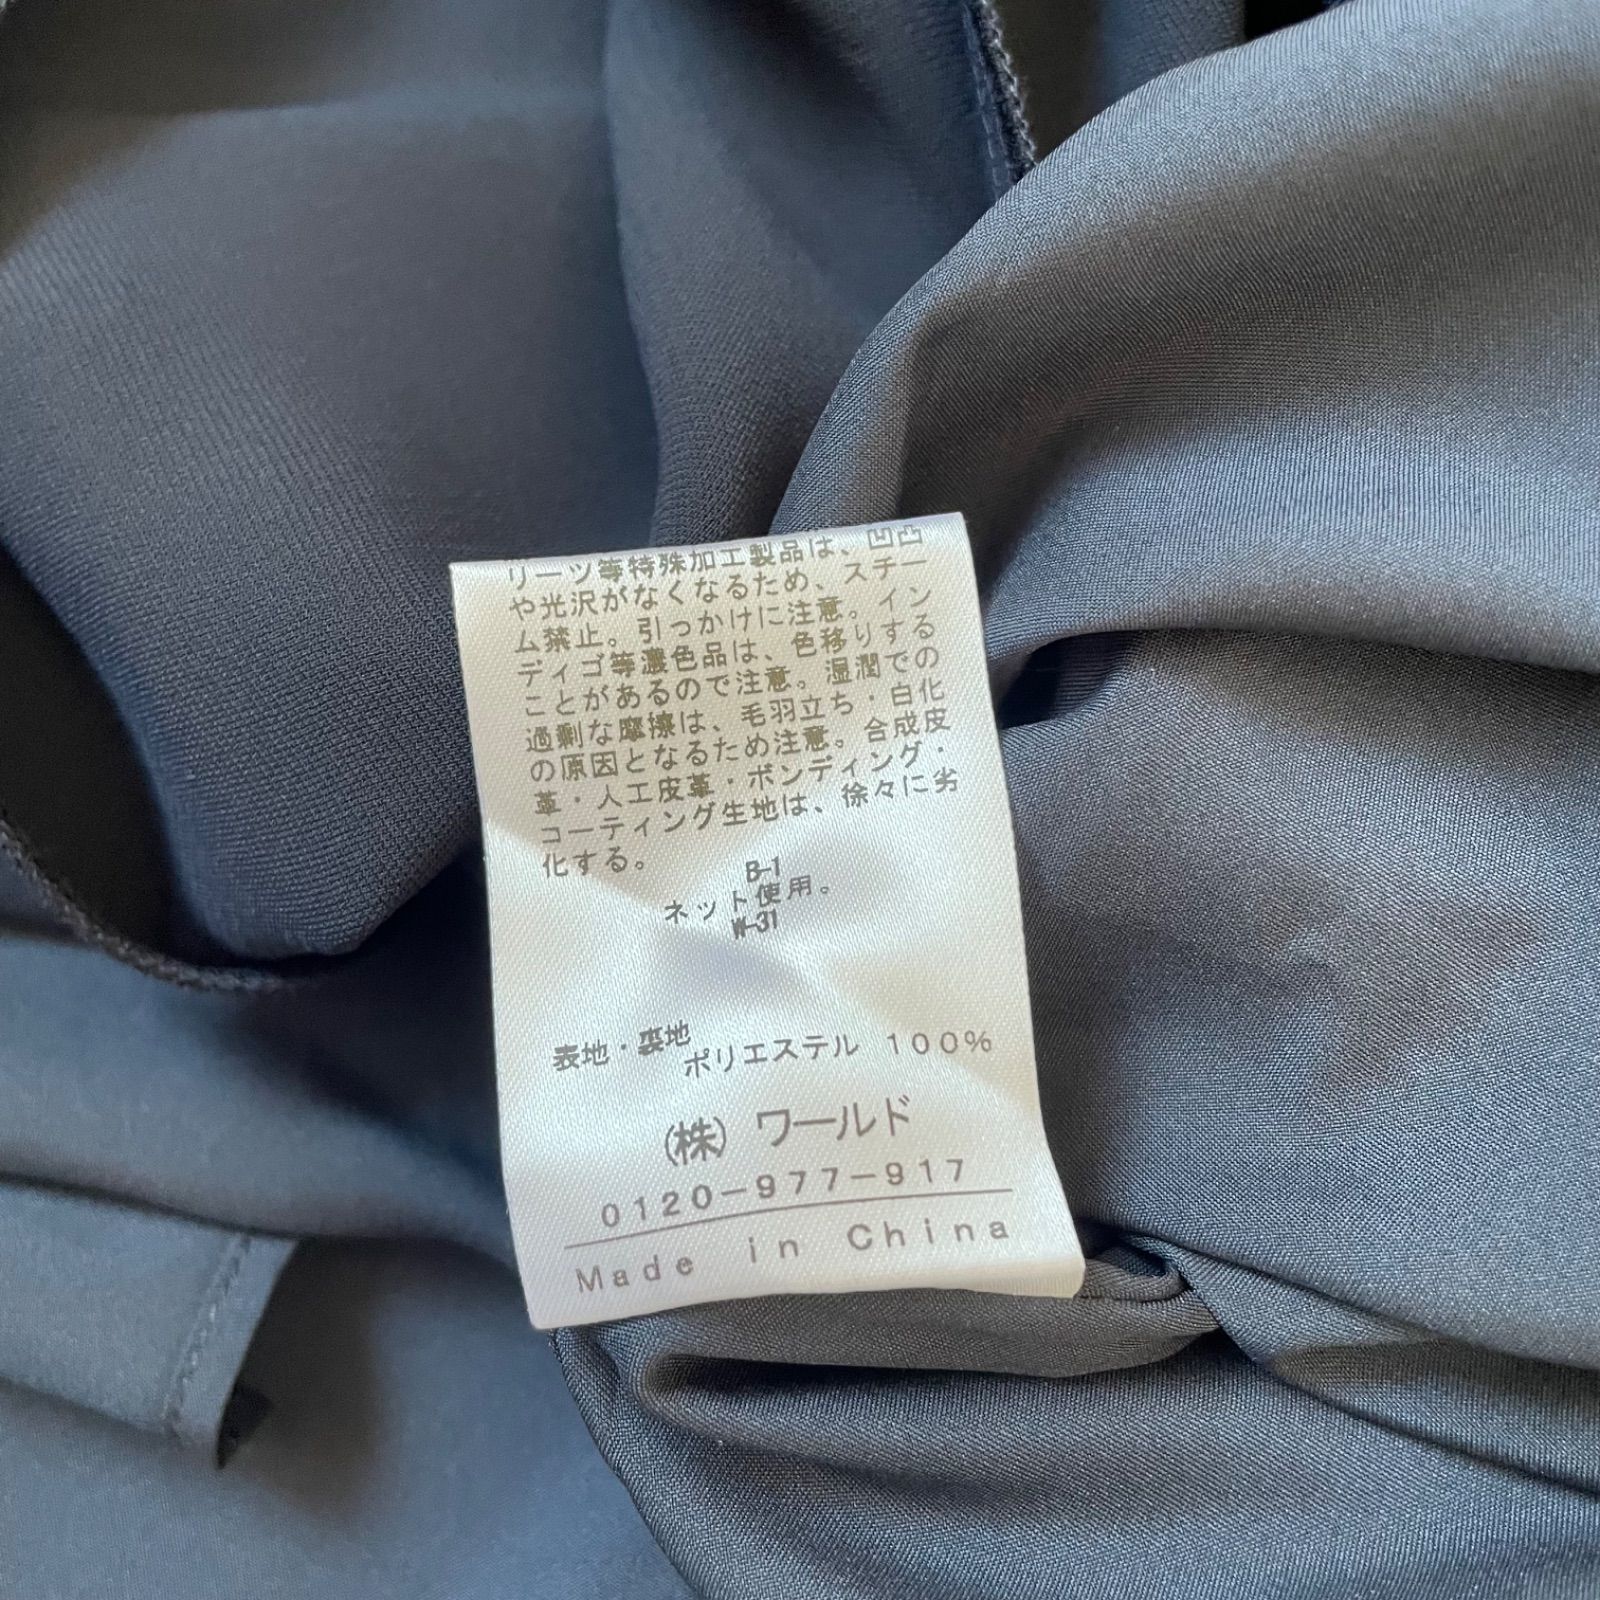 リーツ等特殊加工製品は、凹凸
や光沢がなくなるため、スチー
ム禁止。引っかけに注意。イン
ディゴ等濃色品は、色移りする
ことがあるので注意。湿潤での
過剰な摩擦は、毛羽立ち・白化
の原因となるため注意。合成皮
革・人工皮革・ボンディング・
コーティング生地は、徐々に劣
化する。
B-1
ネット使用。
W-31
表地・裏地
ポリエステル 100%
(株) ワールド
0120-977-917
Made in China